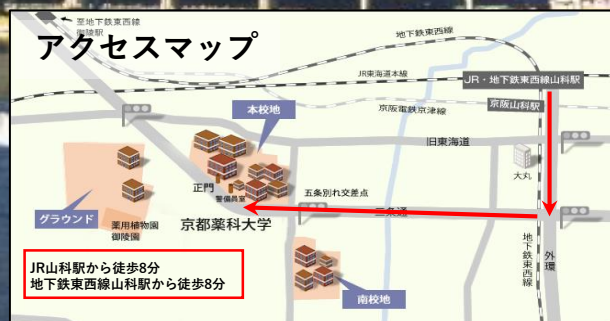 アクセスマップ
至地下鉄東西線
御陵駅
地下鉄東西線
JR東海道本線
JR・地下鉄東西線山科駅
京阪山科駅
京阪電鉄京津線
本校地
旧東海道
大丸
正門
警備員室
五条別れ交差点
三条通
グラウンド
薬用植物園
御陵園
京都薬科大学
地下鉄東西線
外環
南校地
JR山科駅から徒歩8分
地下鉄東西線山科駅から徒歩8分